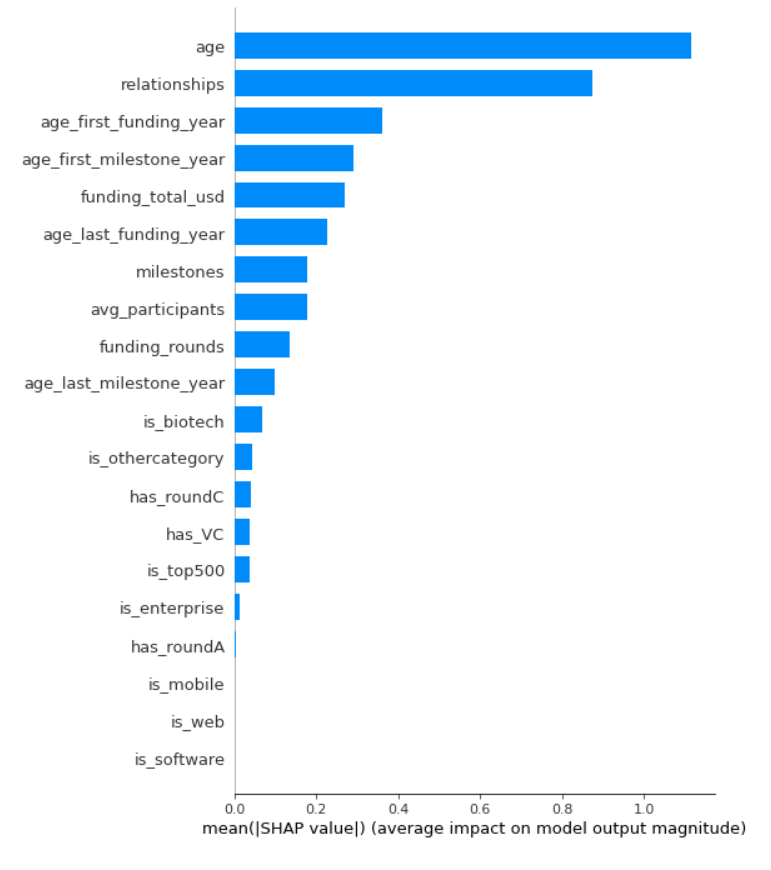 age
relationships
age_first_funding_year
age_first_milestone_year
funding_total_usd
age_last_funding_year
milestones
avg_participants
funding_rounds
age_last_milestone_year
is_biotech
is_othercategory
has_roundC
has_VC
is_top500
is_enterprise
has_roundA
is_mobile
is_web
is_software
0.0 0.2 0.4 0.6 0.8 1.0
mean(|SHAP value|) (average impact on model output magnitude)